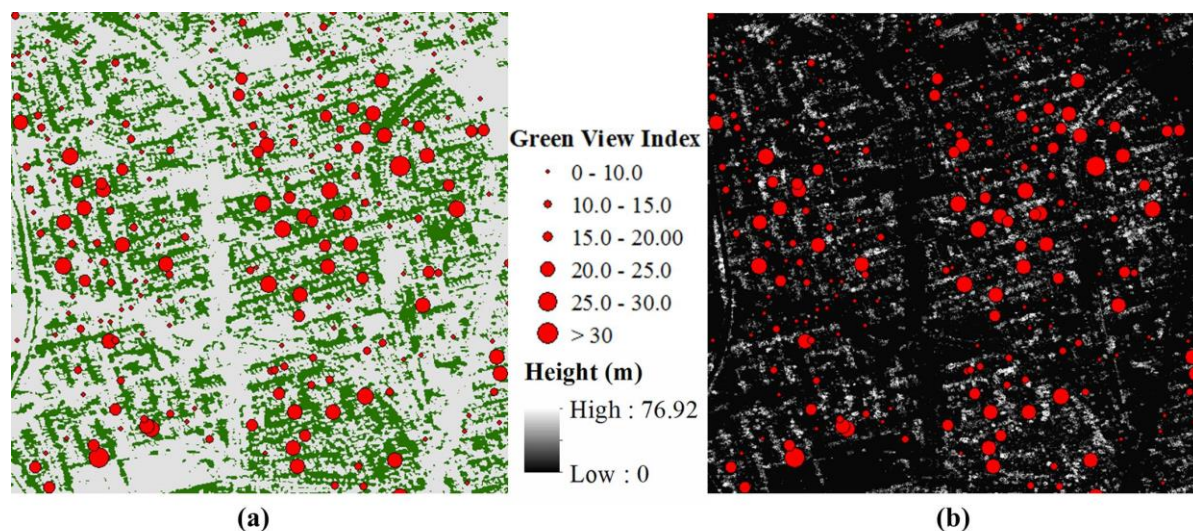 Green View Index
0 - 10.0
10.0 - 15.0
15.0 - 20.00
20.0 - 25.0
25.0 - 30.0
> 30
Height (m)
High : 76.92
Low : 0
(a)
(b)